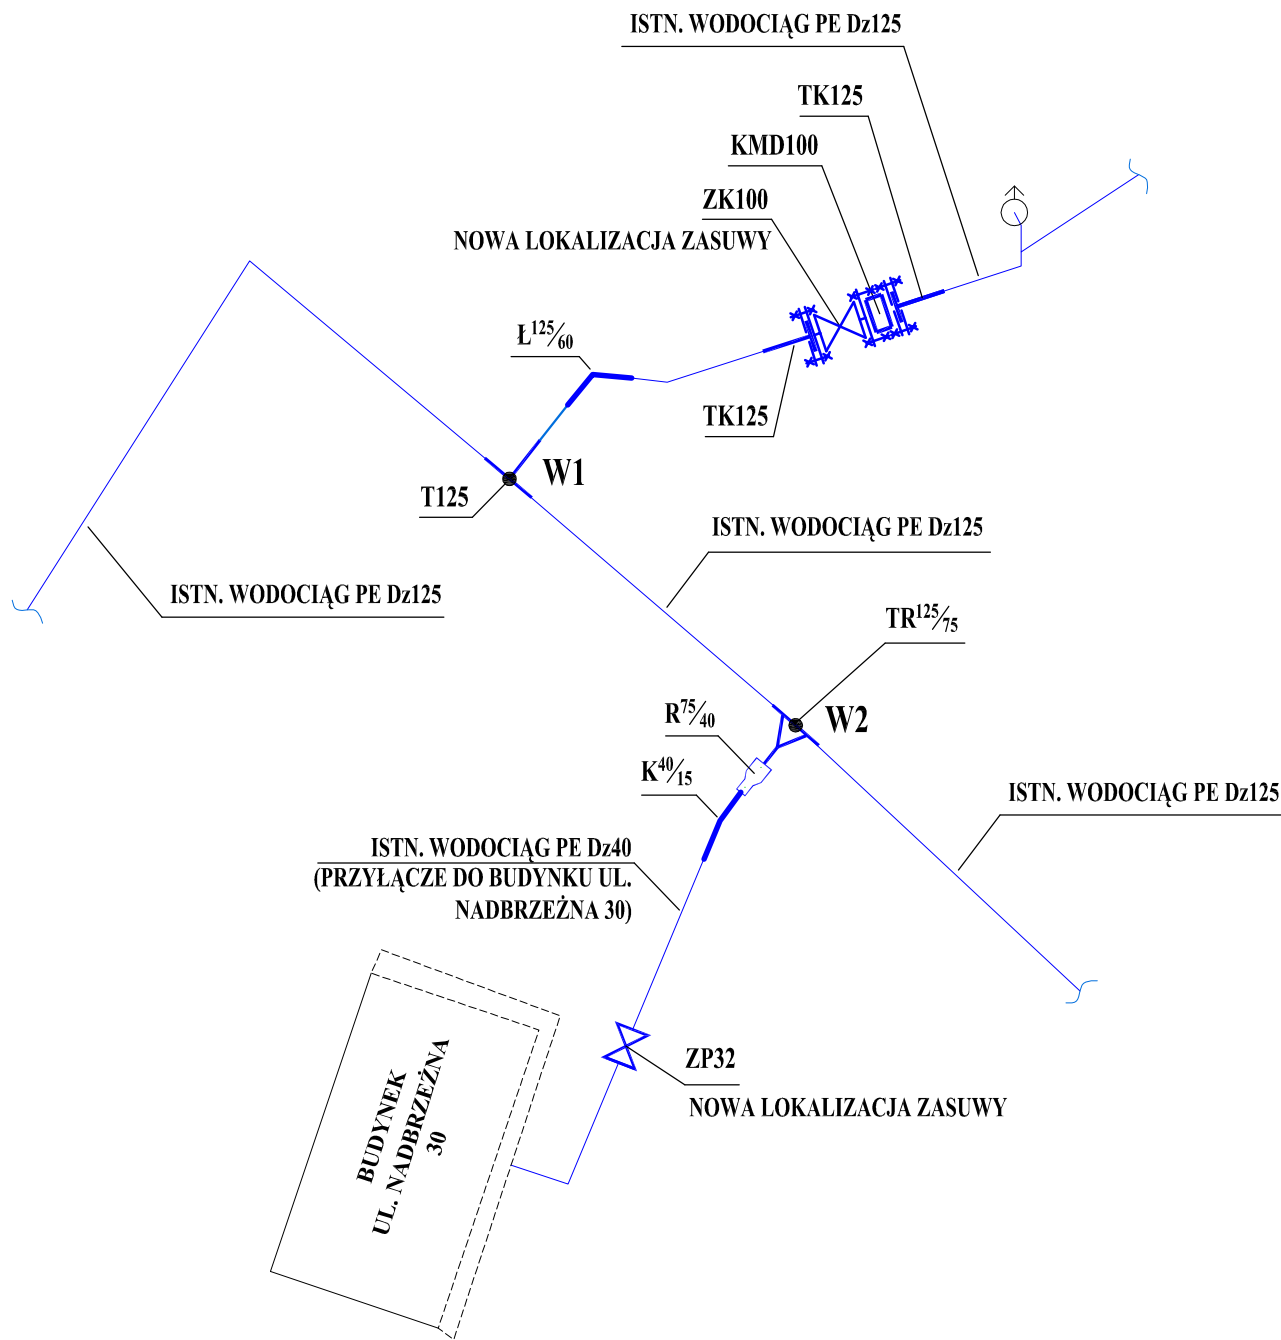 ISTN. WODOCIĄG PE Dz125
TK125
KMD100
ZK100
NOWA LOKALIZACJA ZASUWY
Ł125/60
TK125
W1
T125
ISTN. WODOCIĄG PE Dz125
ISTN. WODOCIĄG PE Dz125
TR125/75
R75/40
W2
K40/15
ISTN. WODOCIĄG PE Dz125
ISTN. WODOCIĄG PE Dz40
(PRZYŁĄCZE DO BUDYNKU UL.
NADBRZEŻNA 30)
ZP32
NOWA LOKALIZACJA ZASUWY
BUDYNEK
UL. NADBRZEŻNA
30